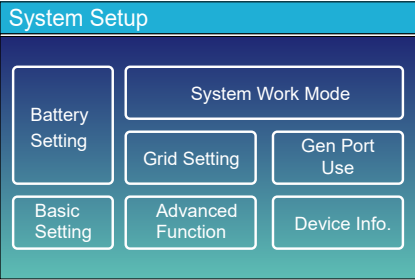 System Setup
Battery
Setting
System Work Mode
Grid Setting
Gen Port
Use
Basic
Setting
Advanced
Function
Device Info.